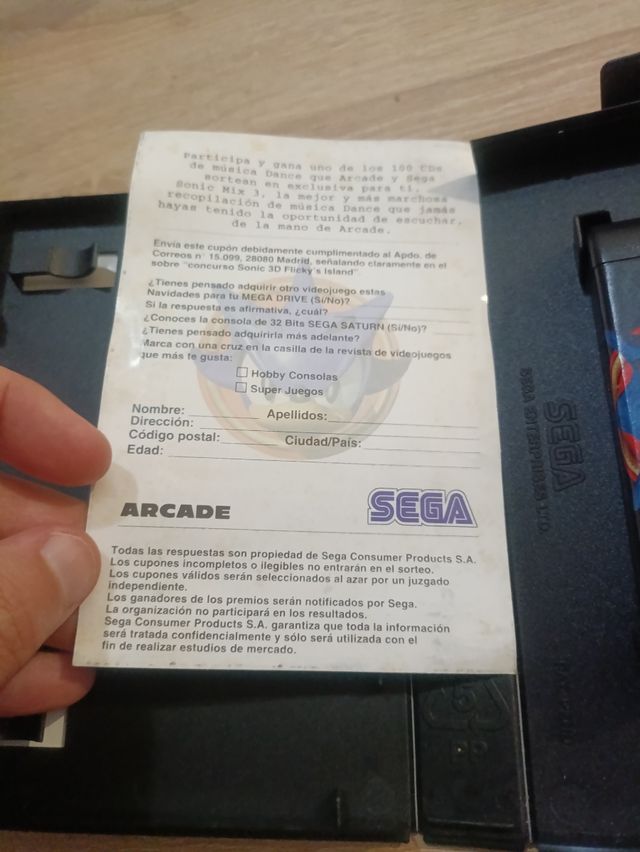 Participa y gana uno de los 100 CDs
de música Dance que Arcade y Sega
sortean en exclusiva para ti.
Sonic Mix 3, la mejor y más marchosa
recopilación de música Dance que jamás
hayas tenido la oportunidad de escuchar,
de la mano de Arcade.
Envía este cupón debidamente cumplimentado al Apdo. de
Correos nº 15.099, 28080 Madrid, señalando claramente en el
sobre "concurso Sonic 3D Flicky's Island"
¿Tienes pensado adquirir otro videojuego estas
Navidades para tu MEGA DRIVE (Sí/No)?
Si la respuesta es afirmativa, ¿cuál?
¿Conoces la consola de 32 Bits SEGA SATURN (Sí/No)?
¿Tienes pensado adquirirla más adelante?
Marca con una cruz en la casilla de la revista de videojuegos
que más te gusta:
Hobby Consolas
Super Juegos
Nombre: Apellidos:
Dirección:
Código postal: Ciudad/País:
Edad:
ARCADE SEGA
Todas las respuestas son propiedad de Sega Consumer Products S.A.
Los cupones incompletos o ilegibles no entrarán en el sorteo.
Los cupones válidos serán seleccionados al azar por un juzgado
independiente.
Los ganadores de los premios serán notificados por Sega.
La organización no participará en los resultados.
Sega Consumer Products S.A. garantiza que toda la información
será tratada confidencialmente y sólo será utilizada con el
fin de realizar estudios de mercado.
SEGA
SEGA ENTERPRISES LTD.
5
PP